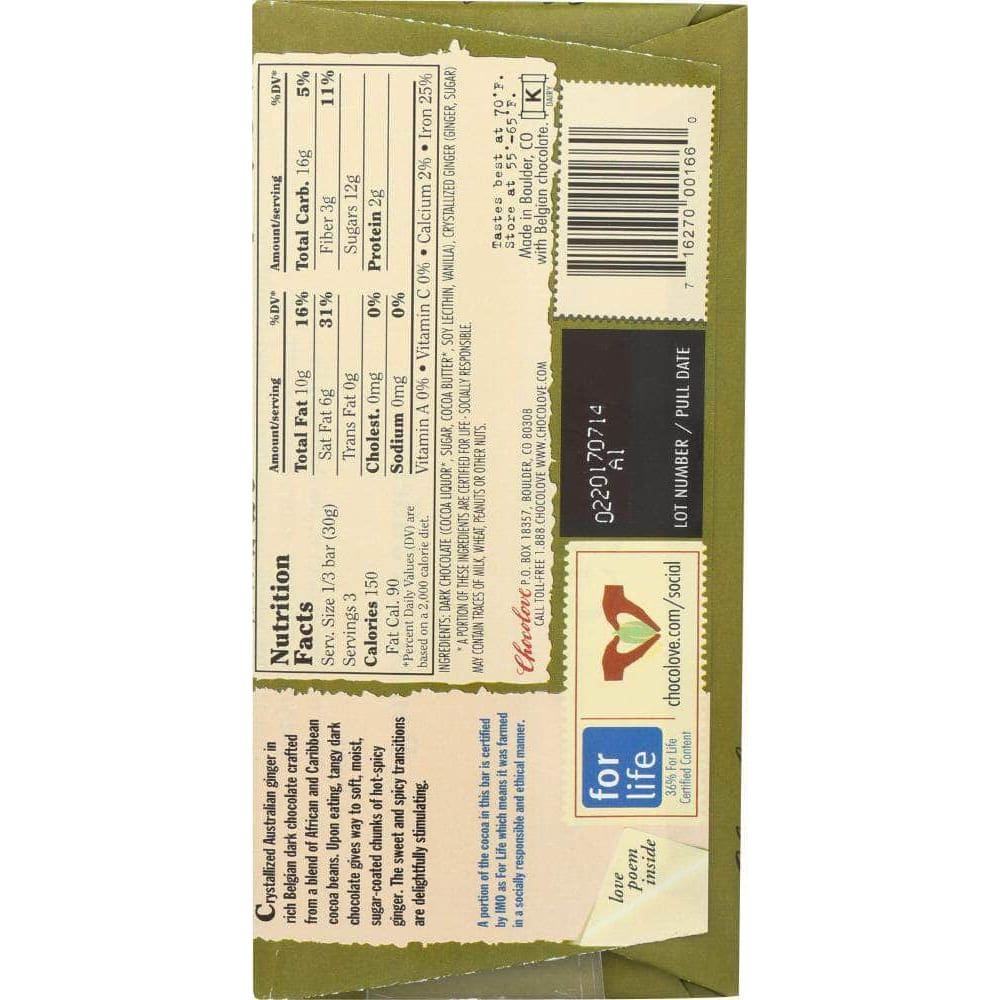 Crystallized Australian ginger in
rich Belgian dark chocolate crafted
from a blend of African and Caribbean
cocoa beans. Upon eating, tangy dark
chocolate gives way to soft, moist,
sugar-coated chunks of hot-spicy
ginger. The sweet and spicy transitions
are delightfully stimulating.
A portion of the cocoa in this bar is certified
by IMO as For Life which means it was farmed
in a socially responsible and ethical manner.
love
poem
inside
Nutrition
Facts
Serv. Size 1/3 bar (30g)
Servings 3
Calories 150
Fat Cal. 90
*Percent Daily Values (DV) are
based on a 2,000 calorie diet.
Amount/serving %DV*
Total Fat 10g 16%
Sat Fat 6g 31%
Trans Fat 0g
Cholest. 0mg 0%
Sodium 0mg 0%
Amount/serving %DV*
Total Carb. 16g 5%
Fiber 3g 11%
Sugars 12g
Protein 2g
Vitamin A 0% • Vitamin C 0% • Calcium 2% • Iron 25%
INGREDIENTS: DARK CHOCOLATE (COCOA LIQUOR*, SUGAR, COCOA BUTTER*, SOY LECITHIN, VANILLA), CRYSTALLIZED GINGER (GINGER, SUGAR)
* A PORTION OF THESE INGREDIENTS ARE CERTIFIED FOR LIFE - SOCIALLY RESPONSIBLE.
MAY CONTAIN TRACES OF MILK, WHEAT, PEANUTS OR OTHER NUTS.
Chocolove P.O. BOX 18357, BOULDER, CO 80308
CALL TOLL-FREE 1.888.CHOCOLOVE WWW.CHOCOLOVE.COM
Tastes best at 70°F.
Store at 55°-65°F.
Made in Boulder, CO
with Belgian chocolate.
K
DAIRY
for
life
36% For Life
Certified Content
chocolove.com/social
0220170714
A1
LOT NUMBER / PULL DATE
7 16270 00166 0